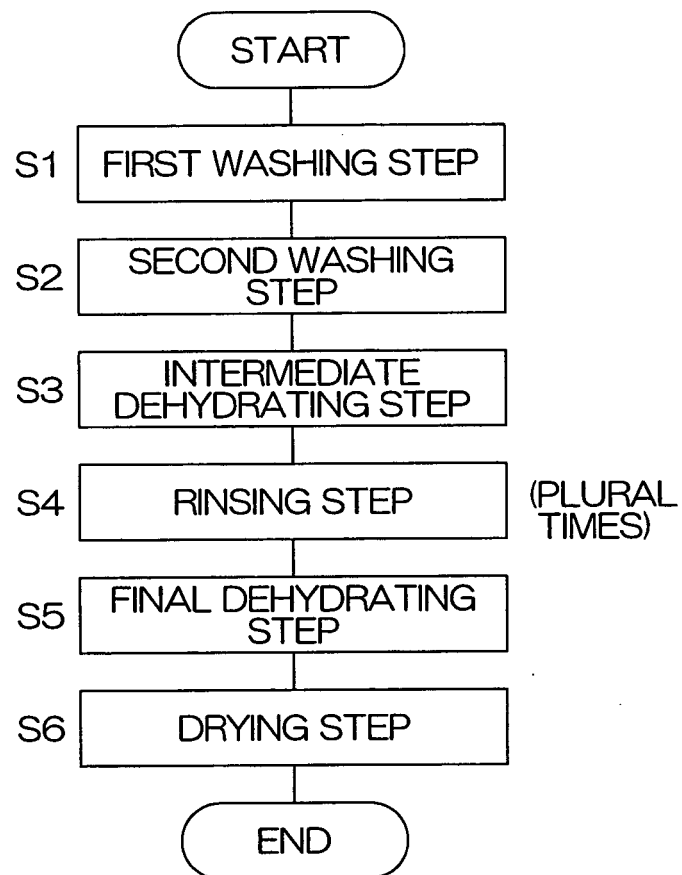 START
S1 FIRST WASHING STEP
S2 SECOND WASHING
STEP
S3 INTERMEDIATE
DEHYDRATING STEP
S4 RINSING STEP (PLURAL
TIMES)
S5 FINAL DEHYDRATING
STEP
S6 DRYING STEP
END